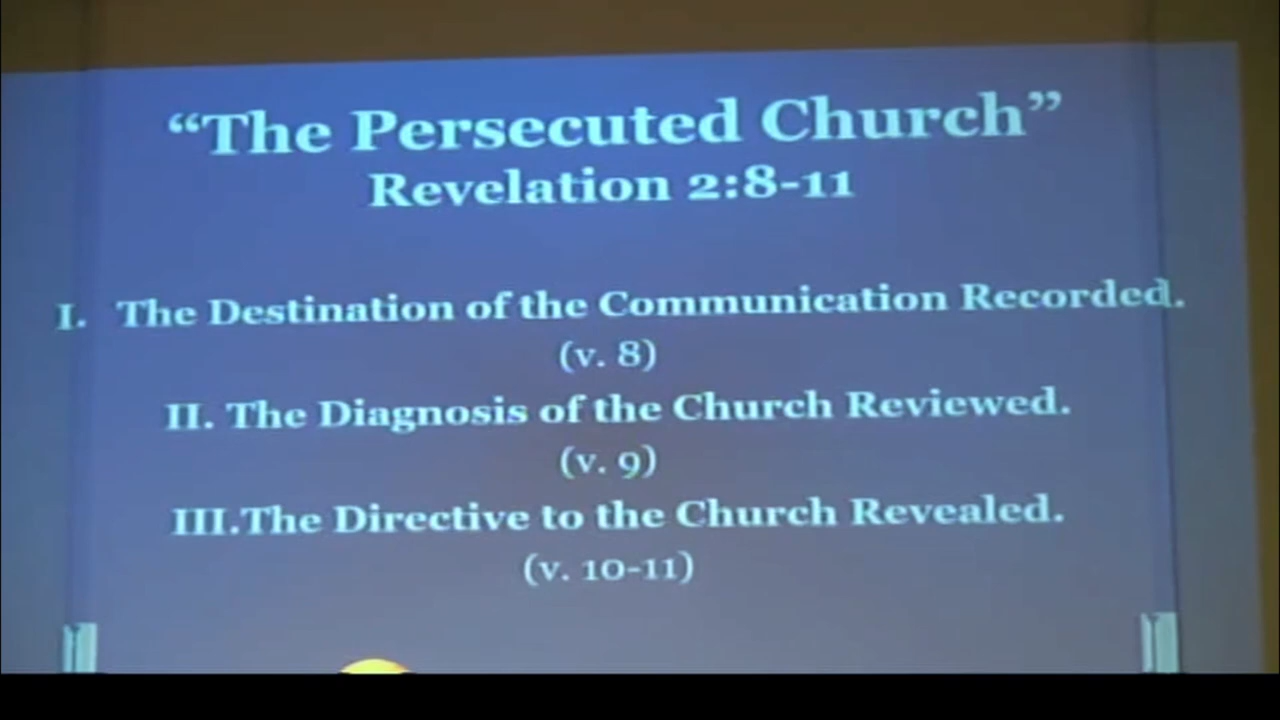 “The Persecuted Church”
Revelation 2:8-11
I. The Destination of the Communication Recorded.
(v. 8)
II. The Diagnosis of the Church Reviewed.
(v. 9)
III.The Directive to the Church Revealed.
(v. 10-11)